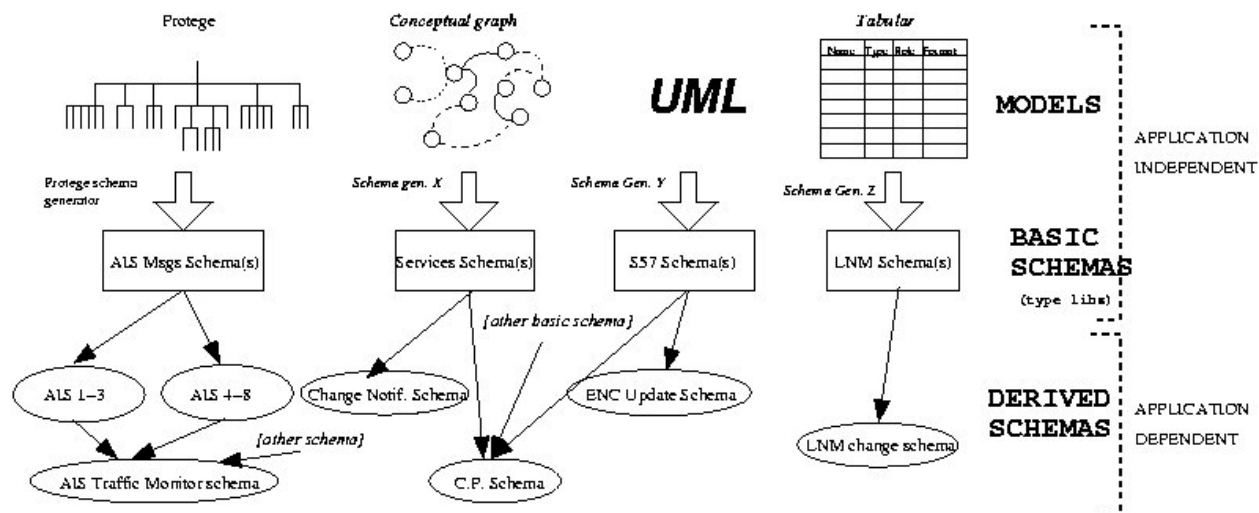 Protege
Conceptual graph
Tabular
Name Type Role Format
UML
MODELS
APPLICATION
INDEPENDENT
Protege schema
generator
Schema gen. X
Schema Gen. Y
Schema Gen. Z
AIS Msgs Schema(s)
Services Schema(s)
S57 Schema(s)
LNM Schema(s)
BASIC
SCHEMAS
(type libs)
[other basic schema]
AIS 1–3
AIS 4–8
Change Notif. Schema
ENC Update Schema
DERIVED
SCHEMAS
APPLICATION
DEPENDENT
[other schema]
LNM change schema
AIS Traffic Monitor schema
C.P. Schema